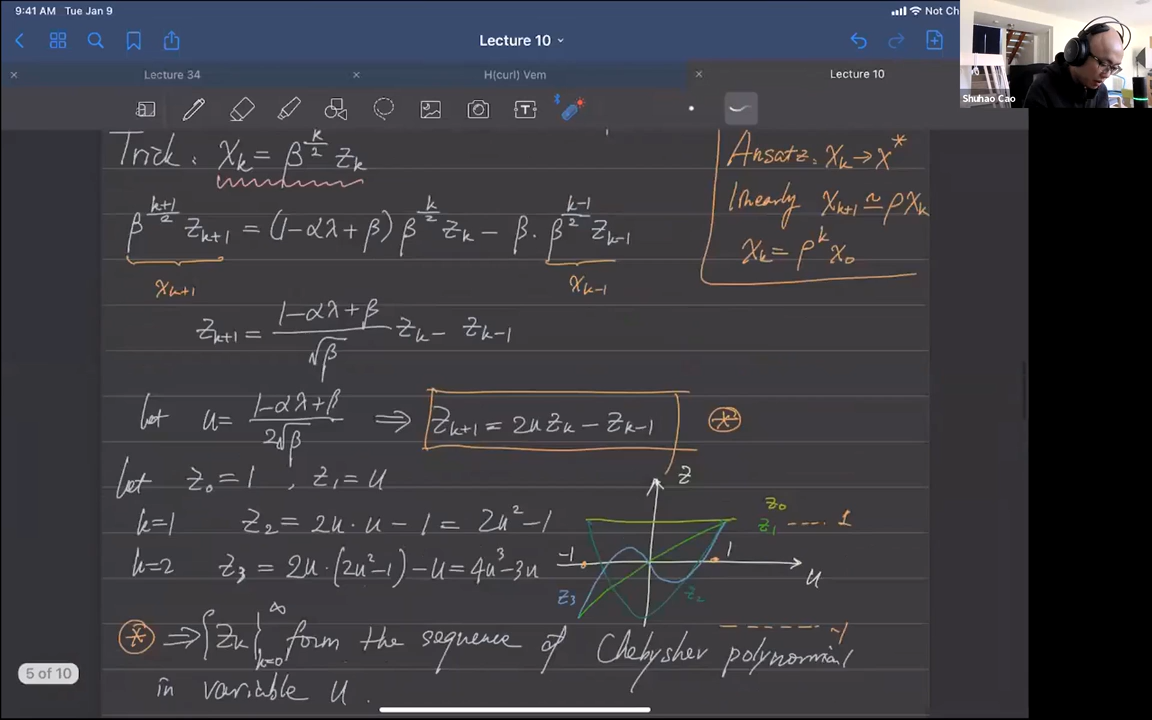 9:41 AM Tue Jan 9
Not Ch
Lecture 10
Lecture 34
H(curl) Vem
Lecture 10
Shuhao Cao
Trick: x_k = β^{k/2} z_k
Ansatz: x_k → x^*
linearly x_{k+1} ≃ ρ x_k
x_k = ρ^k x_0
β^{(k+1)/2} z_{k+1} = (1-αλ+β) β^{k/2} z_k - β · β^{(k-1)/2} z_{k-1}
x_{k+1}
x_{k-1}
z_{k+1} = (1-αλ+β)/√β z_k - z_{k-1}
let u = (1-αλ+β)/(2√β) ⟹ z_{k+1} = 2u z_k - z_{k-1} ⊛
let z_0 = 1, z_1 = u
k=1 z_2 = 2u·u - 1 = 2u² - 1
k=2 z_3 = 2u·(2u²-1) - u = 4u³ - 3u
z
z_0
z_1 ---- 1
-1
1
u
z_3
z_2
-1
⊛ ⟹ {z_k}_{k=0}^∞ form the sequence of Chebyshev polynomial
in variable u.
5 of 10